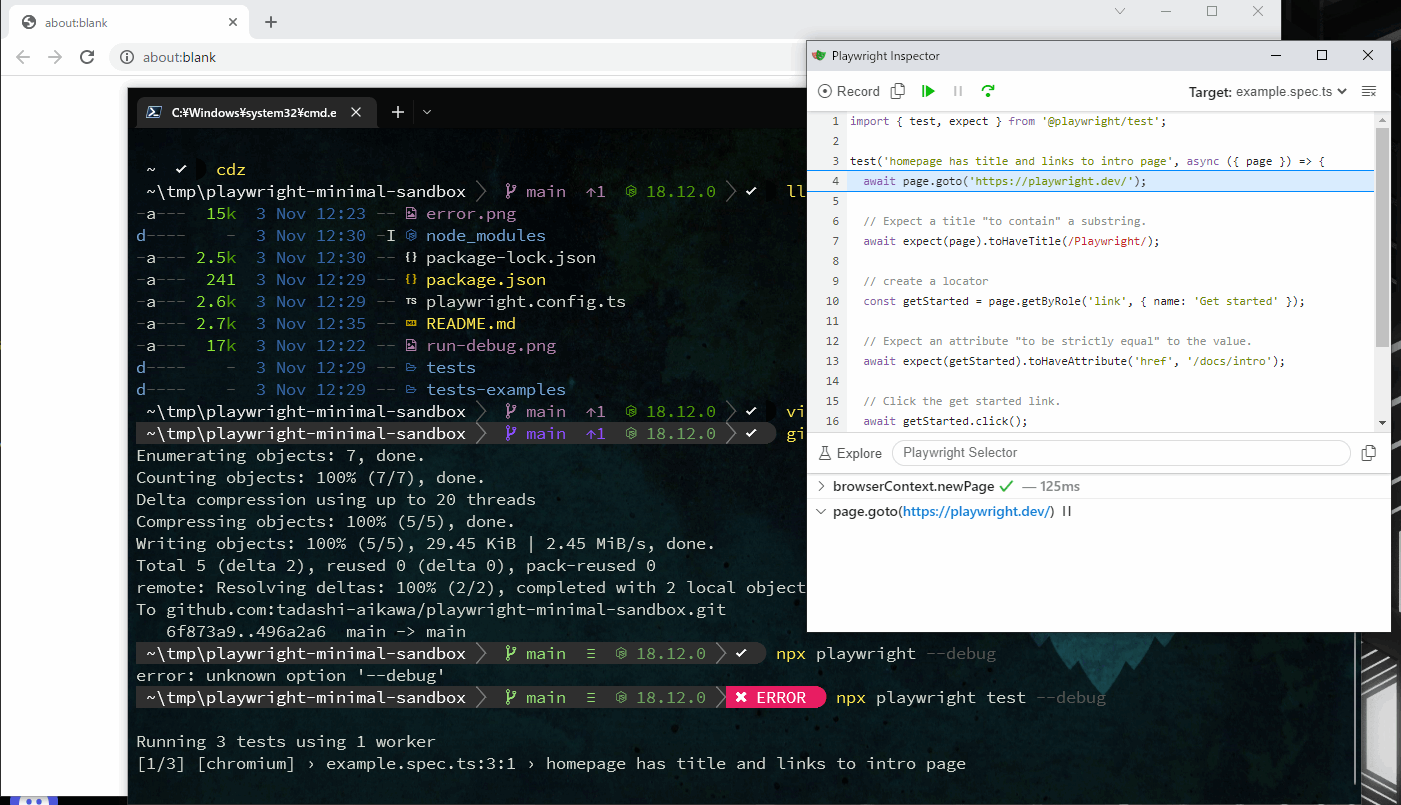 about:blank
about:blank
C:¥Windows¥system32¥cmd.e
~ cdz
~\tmp\playwright-minimal-sandbox main ↑1 18.12.0 ll
-a--- 15k 3 Nov 12:23 -- error.png
d---- - 3 Nov 12:30 -I node_modules
-a--- 2.5k 3 Nov 12:30 -- {} package-lock.json
-a--- 241 3 Nov 12:29 -- {} package.json
-a--- 2.6k 3 Nov 12:29 -- TS playwright.config.ts
-a--- 2.7k 3 Nov 12:35 -- README.md
-a--- 17k 3 Nov 12:22 -- run-debug.png
d---- - 3 Nov 12:29 -- tests
d---- - 3 Nov 12:29 -- tests-examples
~\tmp\playwright-minimal-sandbox main ↑1 18.12.0 vi
~\tmp\playwright-minimal-sandbox main ↑1 18.12.0 gi
Enumerating objects: 7, done.
Counting objects: 100% (7/7), done.
Delta compression using up to 20 threads
Compressing objects: 100% (5/5), done.
Writing objects: 100% (5/5), 29.45 KiB | 2.45 MiB/s, done.
Total 5 (delta 2), reused 0 (delta 0), pack-reused 0
remote: Resolving deltas: 100% (2/2), completed with 2 local object
To github.com:tadashi-aikawa/playwright-minimal-sandbox.git
6f873a9..496a2a6 main -> main
~\tmp\playwright-minimal-sandbox main ≡ 18.12.0 npx playwright --debug
error: unknown option '--debug'
~\tmp\playwright-minimal-sandbox main ≡ 18.12.0 ERROR npx playwright test --debug
Running 3 tests using 1 worker
[1/3] [chromium] › example.spec.ts:3:1 › homepage has title and links to intro page
Playwright Inspector
Record Target: example.spec.ts
1 import { test, expect } from '@playwright/test';
2
3 test('homepage has title and links to intro page', async ({ page }) => {
4 await page.goto('https://playwright.dev/');
5
6 // Expect a title "to contain" a substring.
7 await expect(page).toHaveTitle(/Playwright/);
8
9 // create a locator
10 const getStarted = page.getByRole('link', { name: 'Get started' });
11
12 // Expect an attribute "to be strictly equal" to the value.
13 await expect(getStarted).toHaveAttribute('href', '/docs/intro');
14
15 // Click the get started link.
16 await getStarted.click();
Explore Playwright Selector
browserContext.newPage ✓ — 125ms
page.goto(https://playwright.dev/)